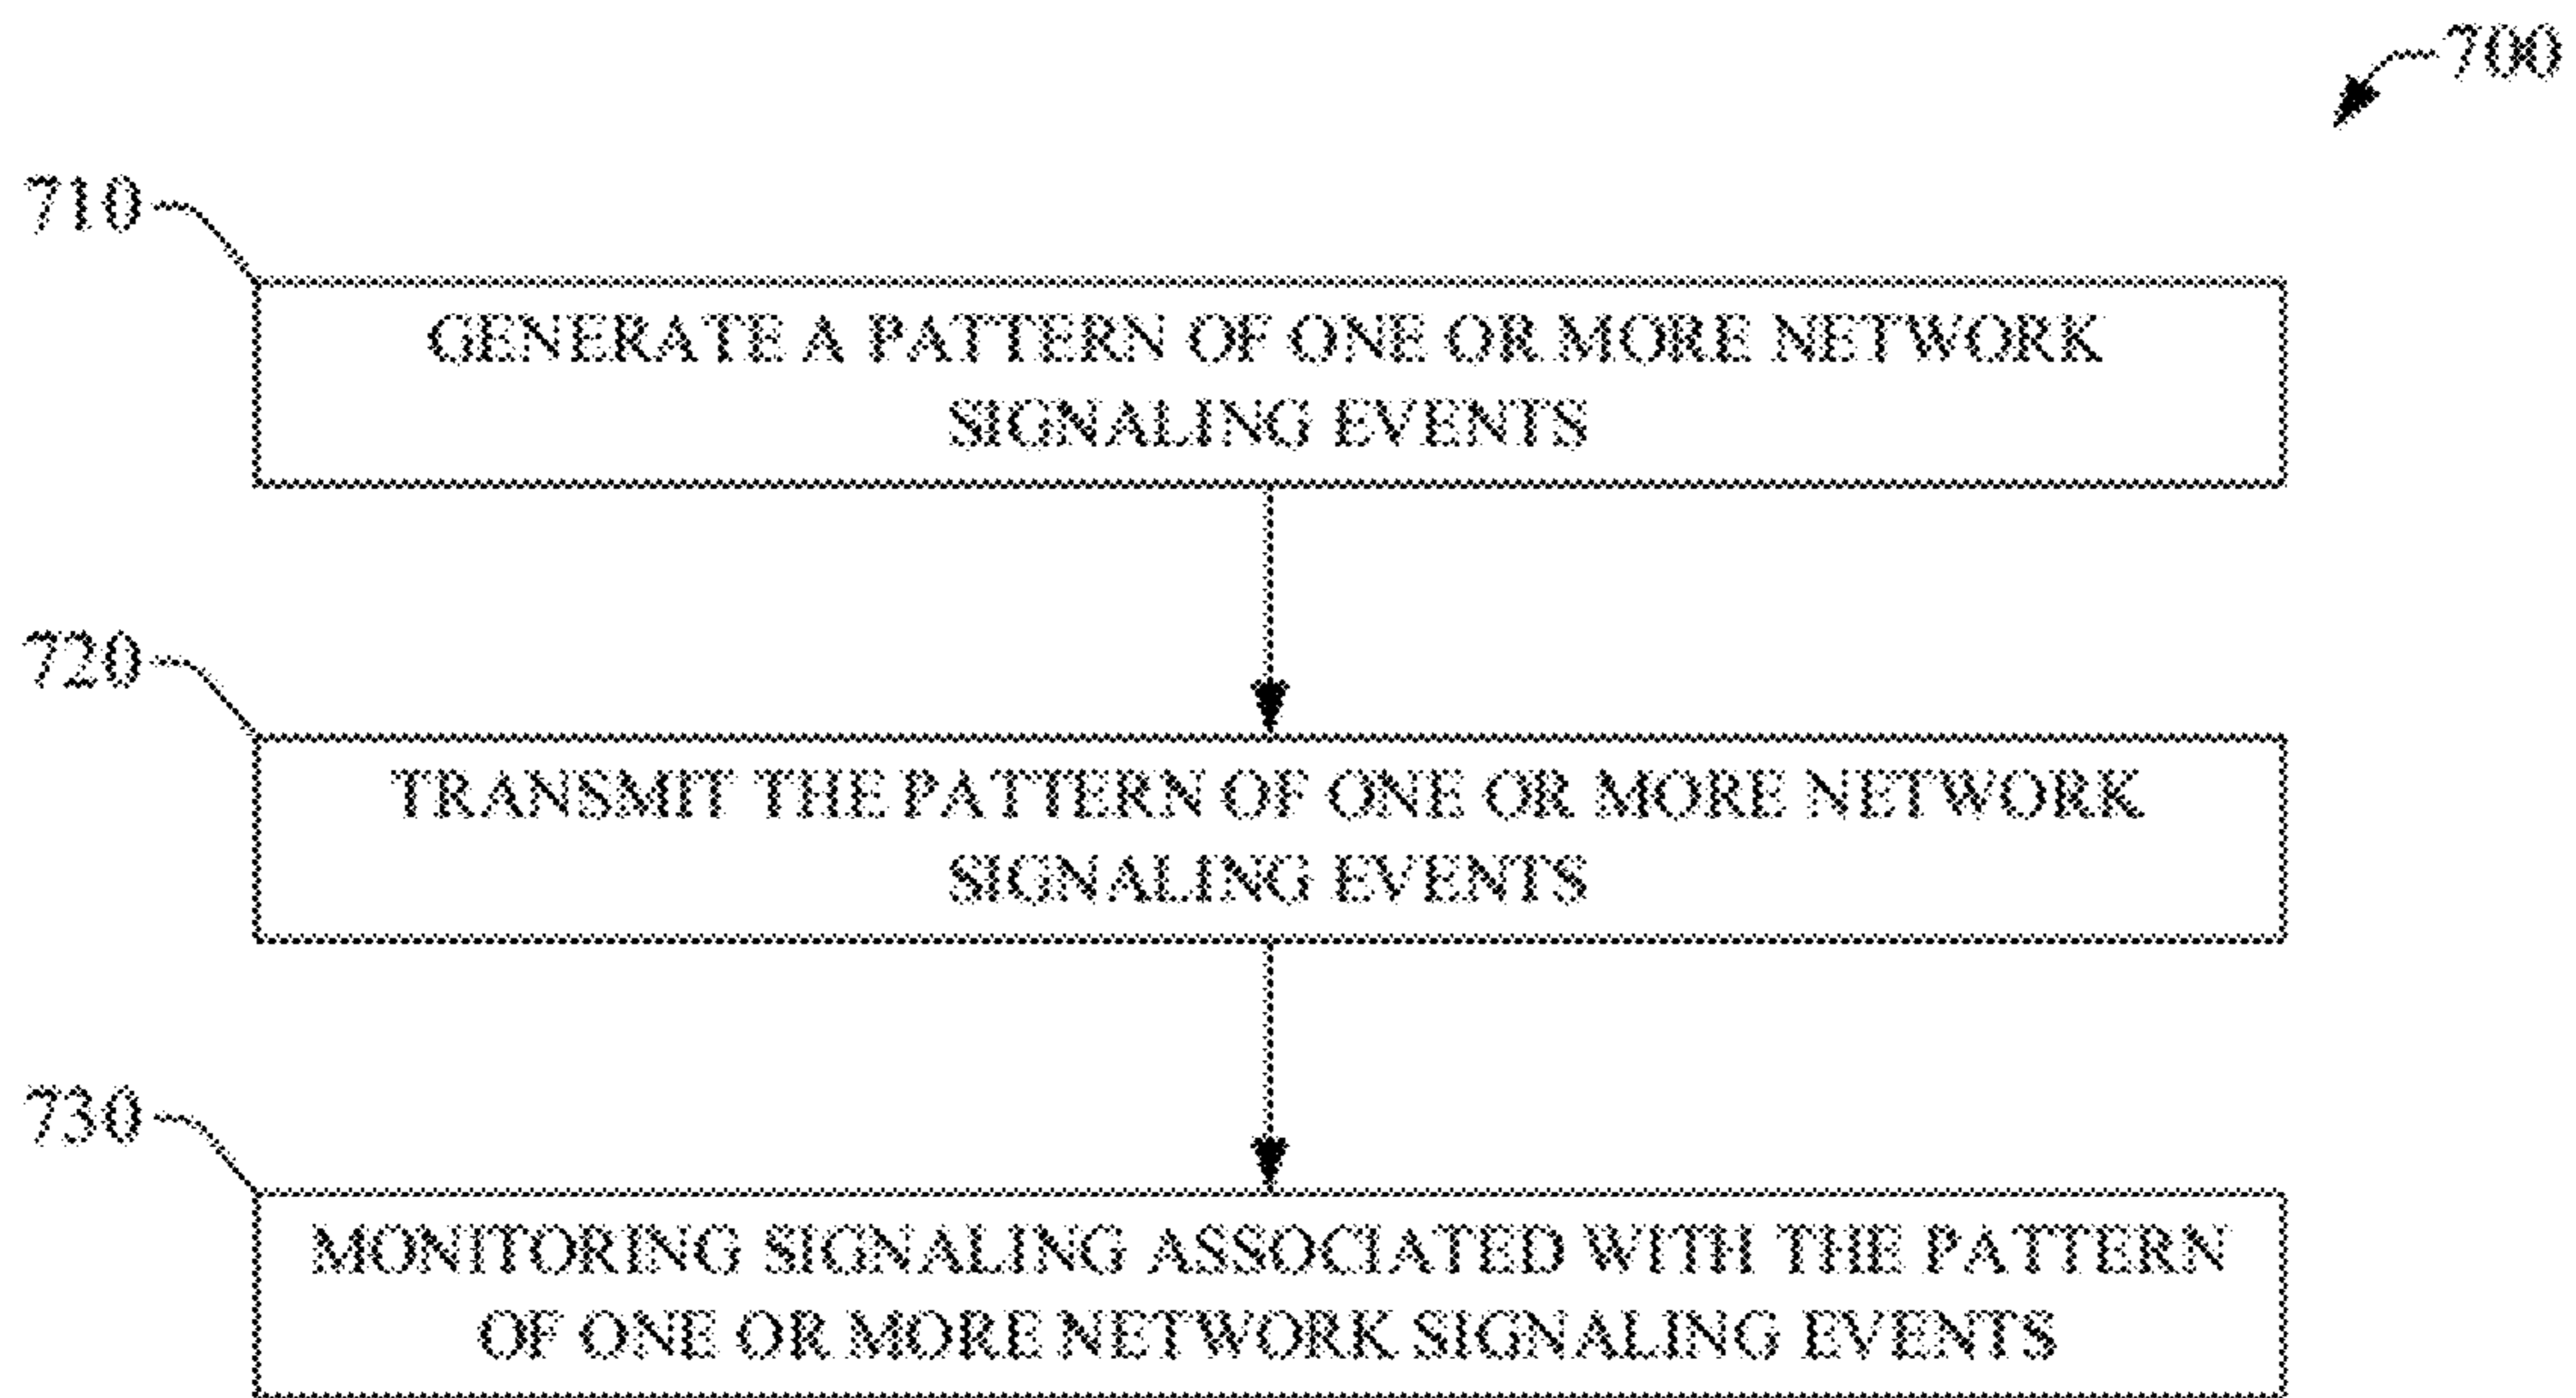 700
710
GENERATE A PATTERN OF ONE OR MORE NETWORK
SIGNALING EVENTS
720
TRANSMIT THE PATTERN OF ONE OR MORE NETWORK
SIGNALING EVENTS
730
MONITORING SIGNALING ASSOCIATED WITH THE PATTERN
OF ONE OR MORE NETWORK SIGNALING EVENTS